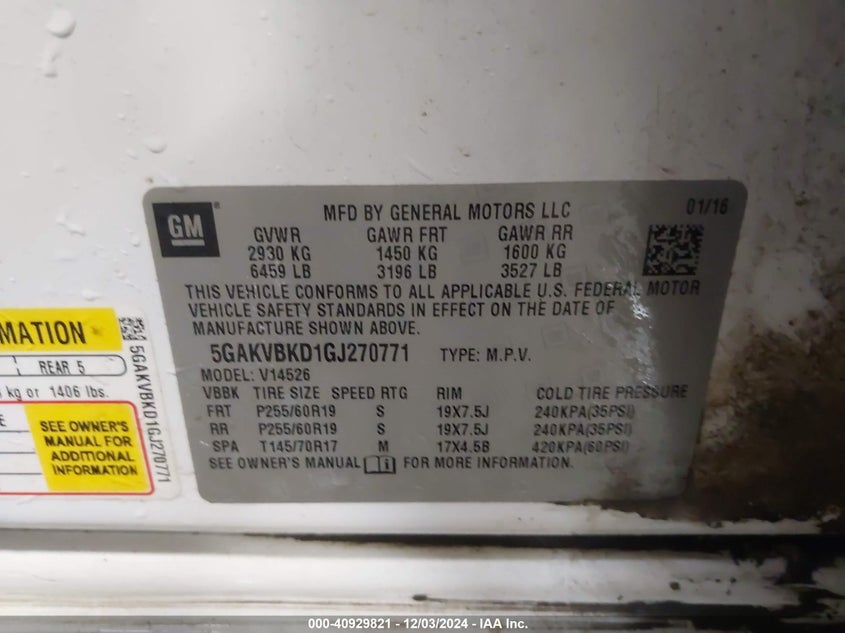 GM
MFD BY GENERAL MOTORS LLC 01/16
GVWR GAWR FRT GAWR RR
2930 KG 1450 KG 1600 KG
6459 LB 3196 LB 3527 LB
THIS VEHICLE CONFORMS TO ALL APPLICABLE U.S. FEDERAL MOTOR
VEHICLE SAFETY STANDARDS IN EFFECT ON THE DATE OF
MANUFACTURE SHOWN ABOVE.
5GAKVBKD1GJ270771 TYPE: M.P.V.
MODEL: V14526
VBBK TIRE SIZE SPEED RTG RIM COLD TIRE PRESSURE
FRT P255/60R19 S 19X7.5J 240KPA(35PSI)
RR P255/60R19 S 19X7.5J 240KPA(35PSI)
SPA T145/70R17 M 17X4.5B 420KPA(60PSI)
SEE OWNER'S MANUAL FOR MORE INFORMATION.
MATION
REAR 5
kg or 1406 lbs.
SEE OWNER'S
MANUAL FOR
ADDITIONAL
INFORMATION
5GAKVBKD1GJ270771
000-40929821 - 12/03/2024 - IAA Inc.